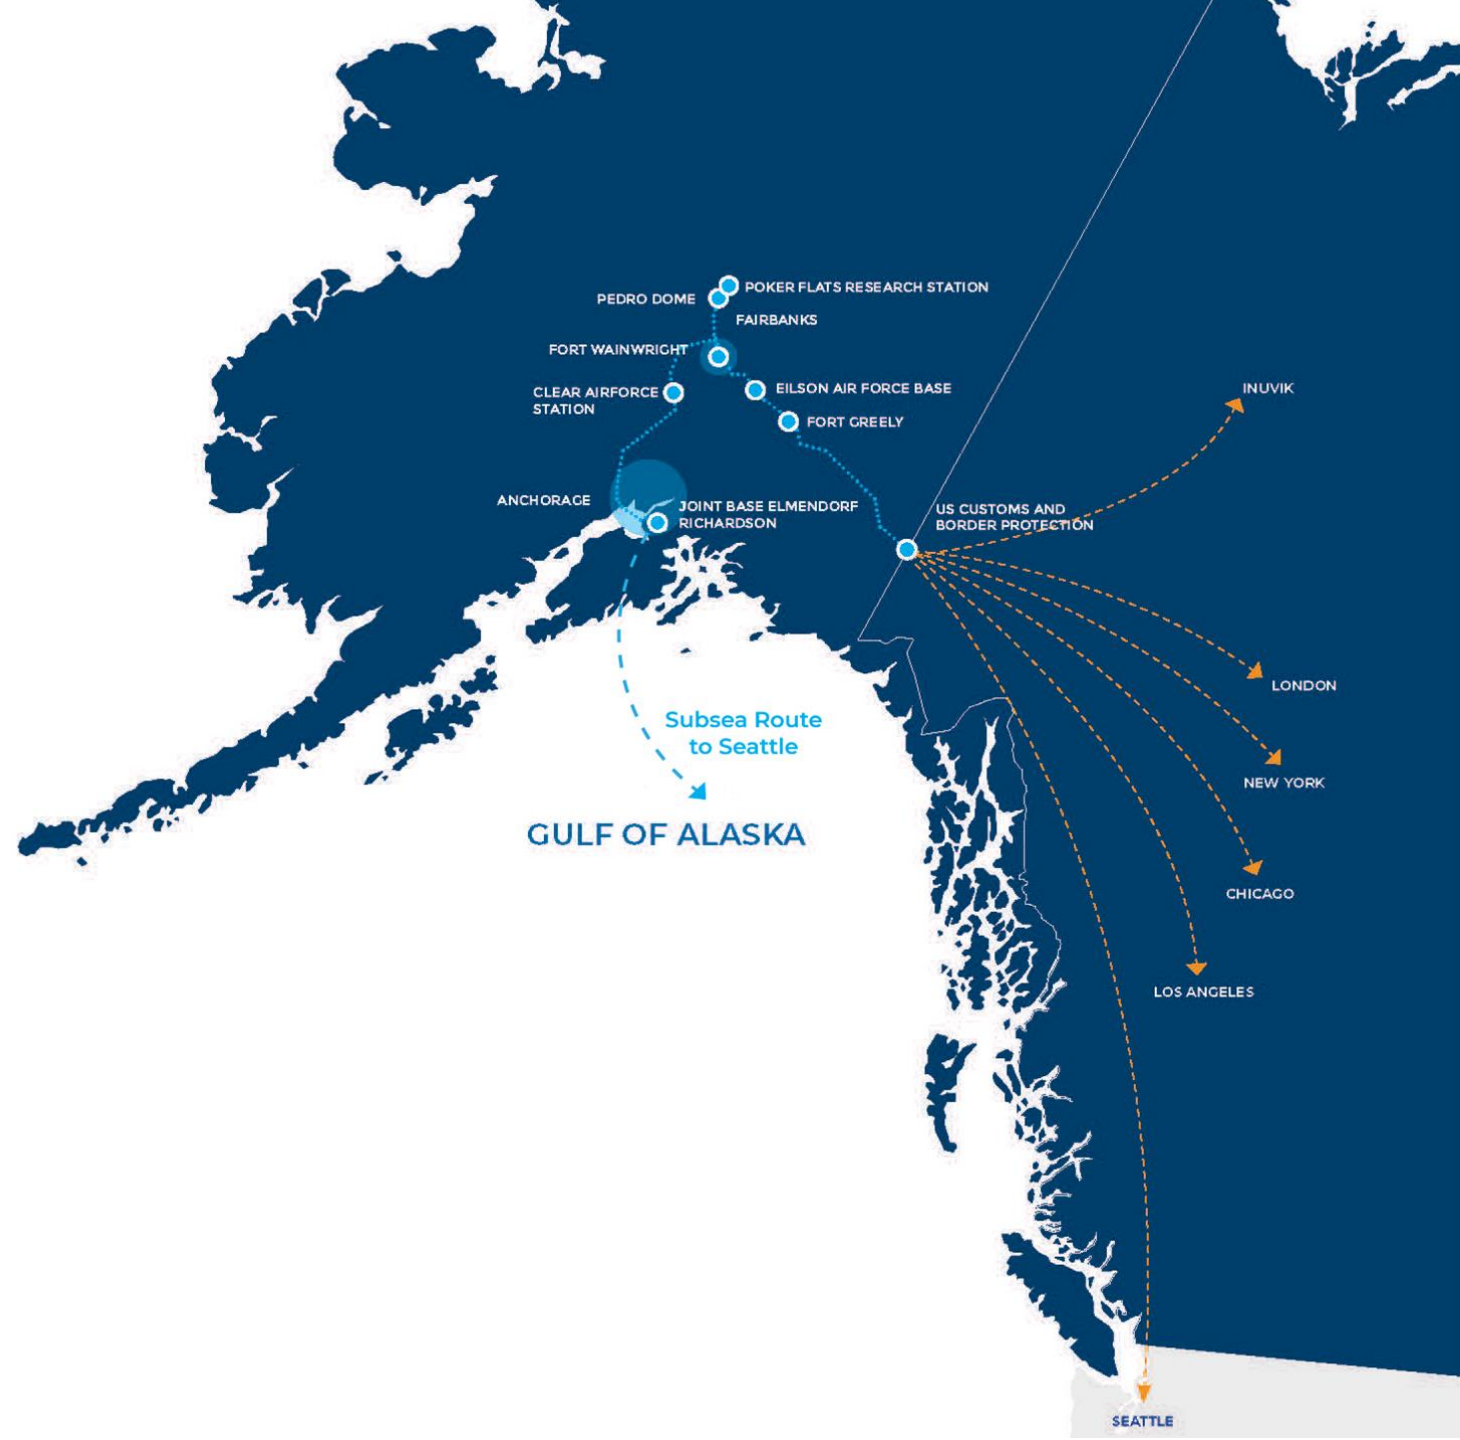 POKER FLATS RESEARCH STATION
PEDRO DOME
FAIRBANKS
FORT WAINWRIGHT
CLEAR AIRFORCE
STATION
EILSON AIR FORCE BASE
INUVIK
FORT GREELY
ANCHORAGE
JOINT BASE ELMENDORF
RICHARDSON
US CUSTOMS AND
BORDER PROTECTION
LONDON
Subsea Route
to Seattle
NEW YORK
GULF OF ALASKA
CHICAGO
LOS ANGELES
SEATTLE